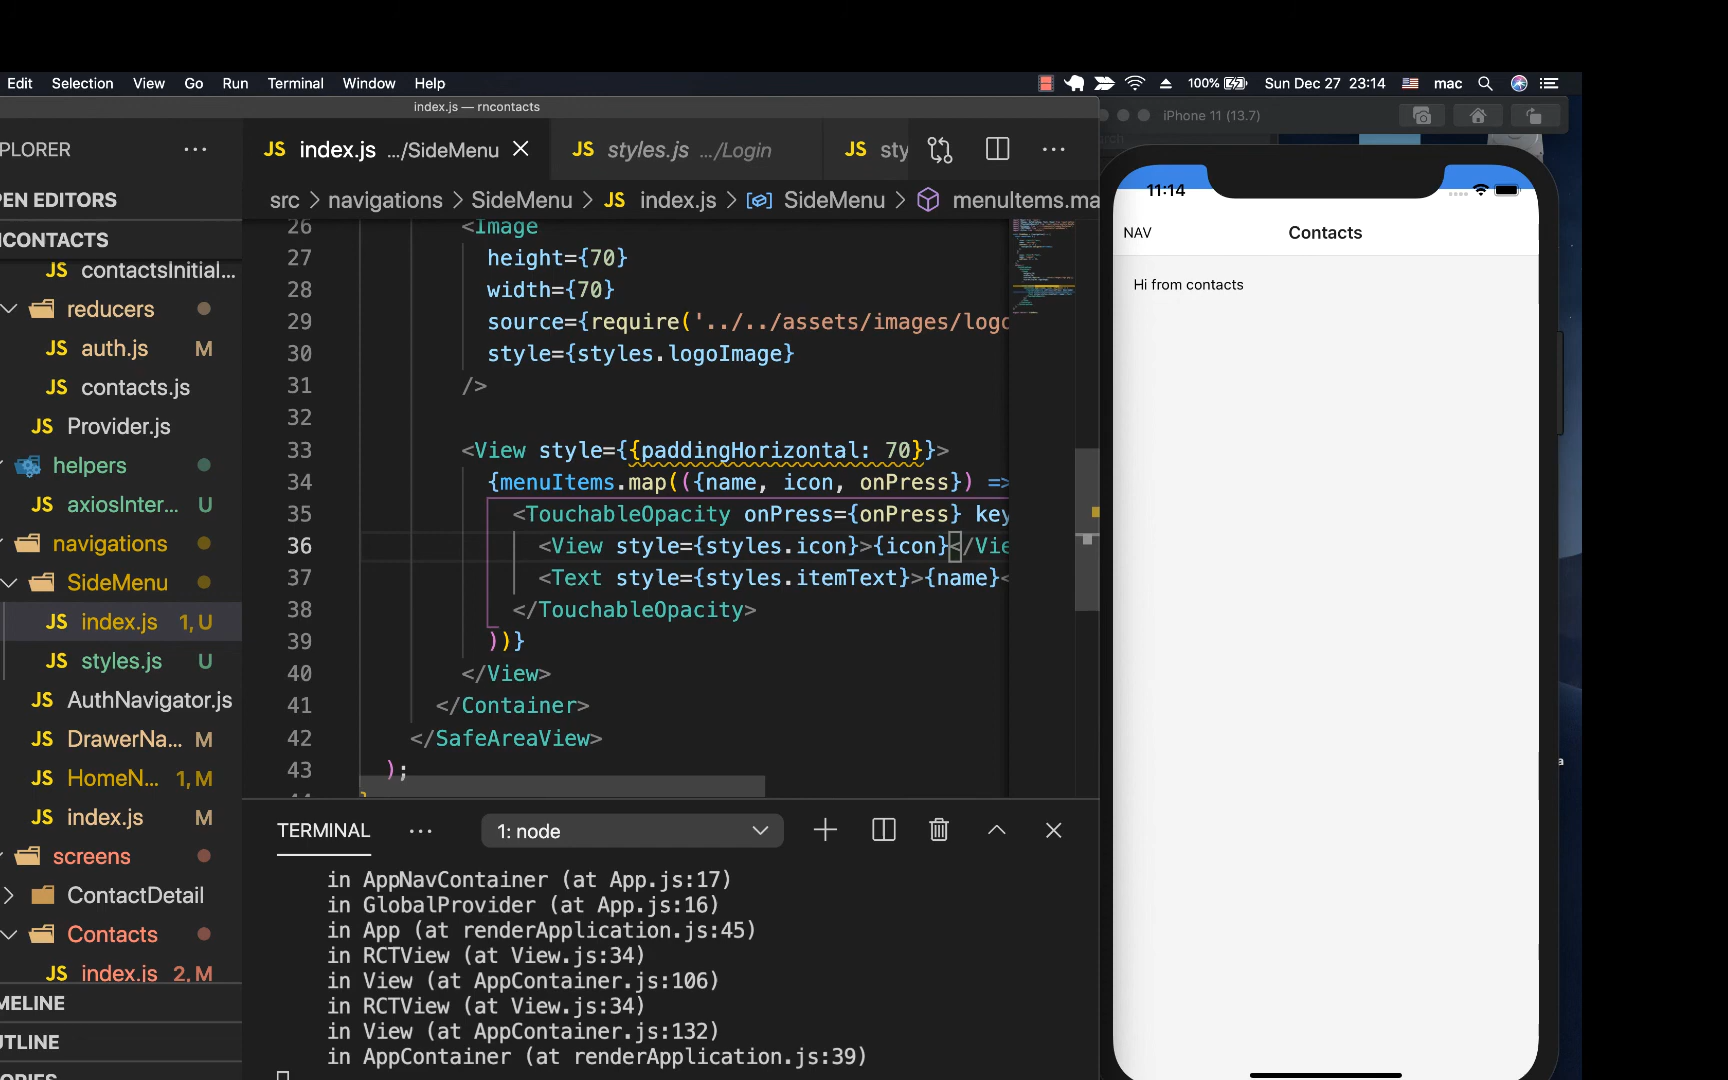 Edit Selection View Go Run Terminal Window Help 100% Sun Dec 27 23:14 mac
index.js — rncontacts
iPhone 11 (13.7)
PLORER
JS index.js .../SideMenu
JS styles.js .../Login
JS sty
PEN EDITORS
src > navigations > SideMenu > JS index.js > SideMenu > menuItems.ma
NCONTACTS
JS contactsInitial...
reducers
JS auth.js M
JS contacts.js
JS Provider.js
helpers
JS axiosInter... U
navigations
SideMenu
JS index.js 1, U
JS styles.js U
JS AuthNavigator.js
JS DrawerNa... M
JS HomeN... 1, M
JS index.js M
screens
ContactDetail
Contacts
JS index.js 2, M
MELINE
UTLINE
26 <Image
27 height={70}
28 width={70}
29 source={require('../../assets/images/logo
30 style={styles.logoImage}
31 />
32
33 <View style={{paddingHorizontal: 70}}>
34 {menuItems.map(({name, icon, onPress}) =>
35 <TouchableOpacity onPress={onPress} key
36 <View style={styles.icon}>{icon}</Vie
37 <Text style={styles.itemText}>{name}<
38 </TouchableOpacity>
39 ))}
40 </View>
41 </Container>
42 </SafeAreaView>
43 );
TERMINAL ... 1: node
in AppNavContainer (at App.js:17)
in GlobalProvider (at App.js:16)
in App (at renderApplication.js:45)
in RCTView (at View.js:34)
in View (at AppContainer.js:106)
in RCTView (at View.js:34)
in View (at AppContainer.js:132)
in AppContainer (at renderApplication.js:39)
11:14
NAV Contacts
Hi from contacts